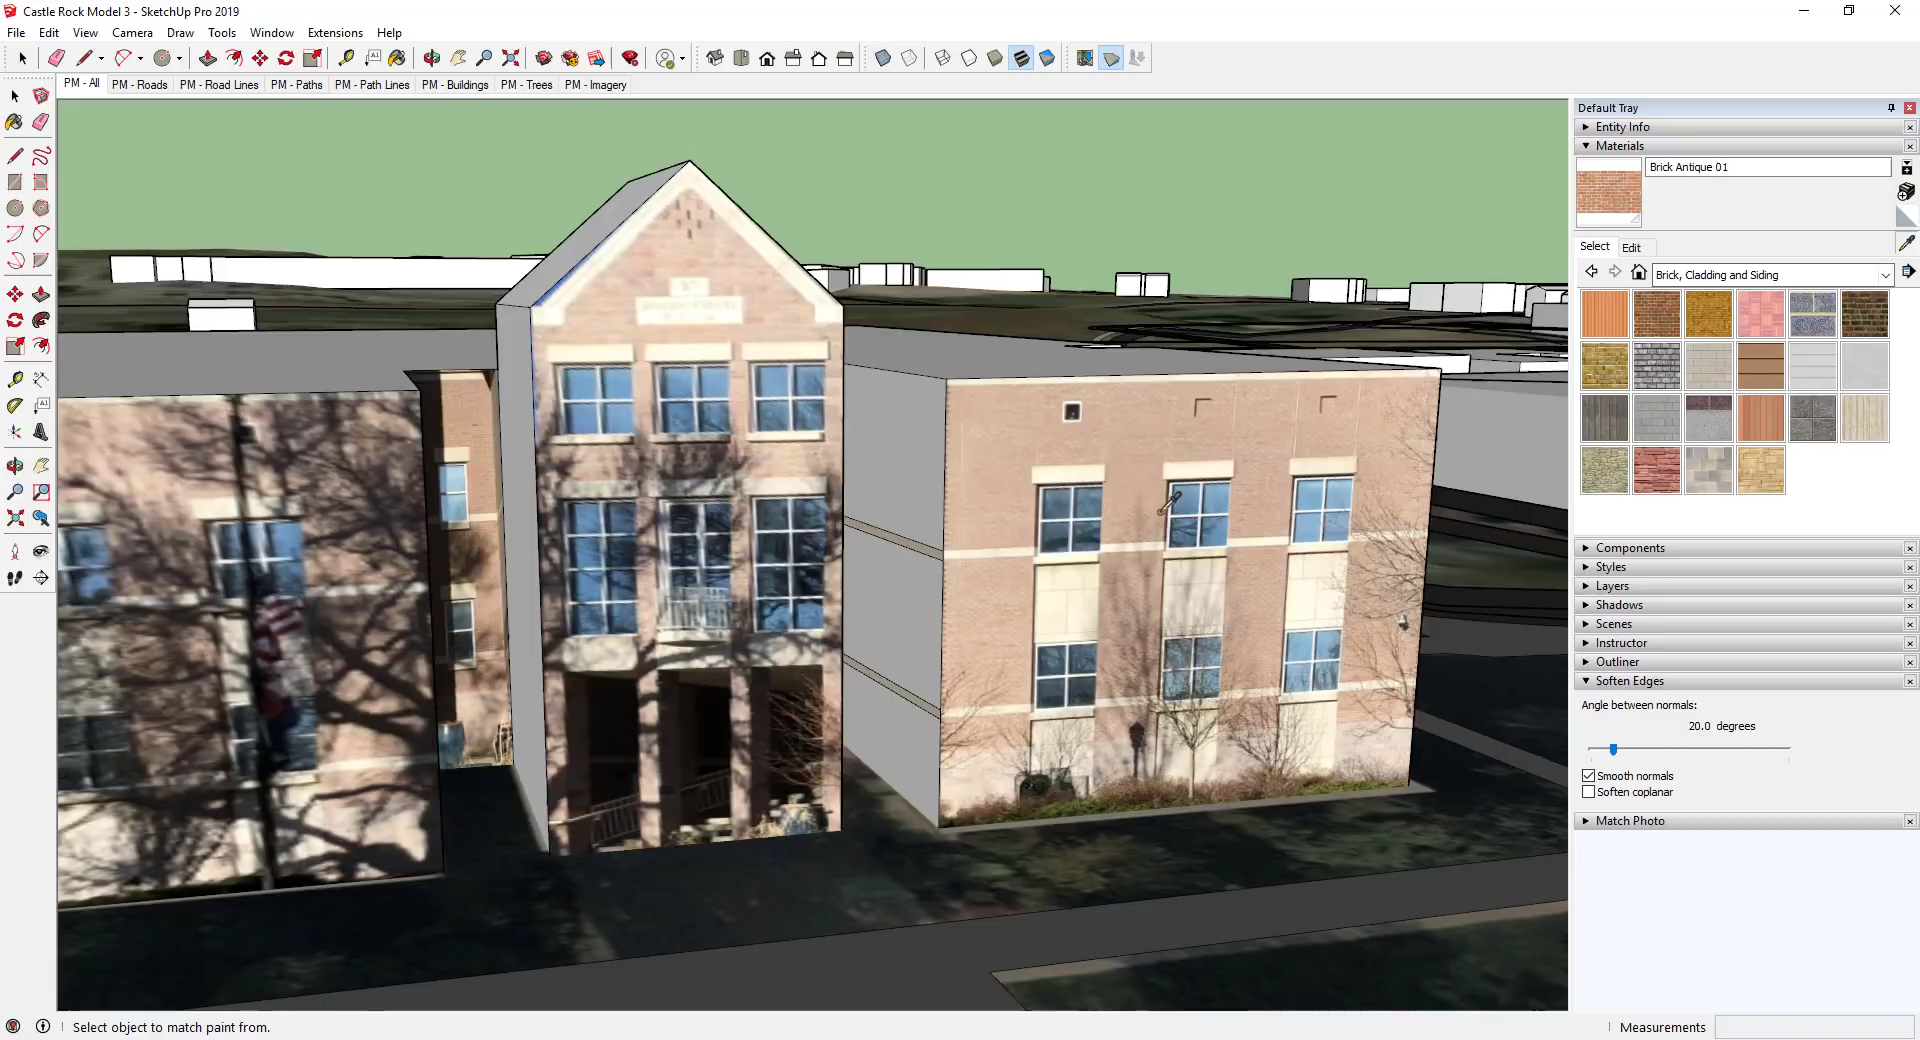 Castle Rock Model 3 - SketchUp Pro 2019
File Edit View Camera Draw Tools Window Extensions Help
PM - All PM - Roads PM - Road Lines PM - Paths PM - Path Lines PM - Buildings PM - Trees PM - Imagery
Default Tray
Entity Info
Materials
Brick Antique 01
Select Edit
Brick, Cladding and Siding
Components
Styles
Layers
Shadows
Scenes
Instructor
Outliner
Soften Edges
Angle between normals:
20.0 degrees
Smooth normals
Soften coplanar
Match Photo
Select object to match paint from.
Measurements